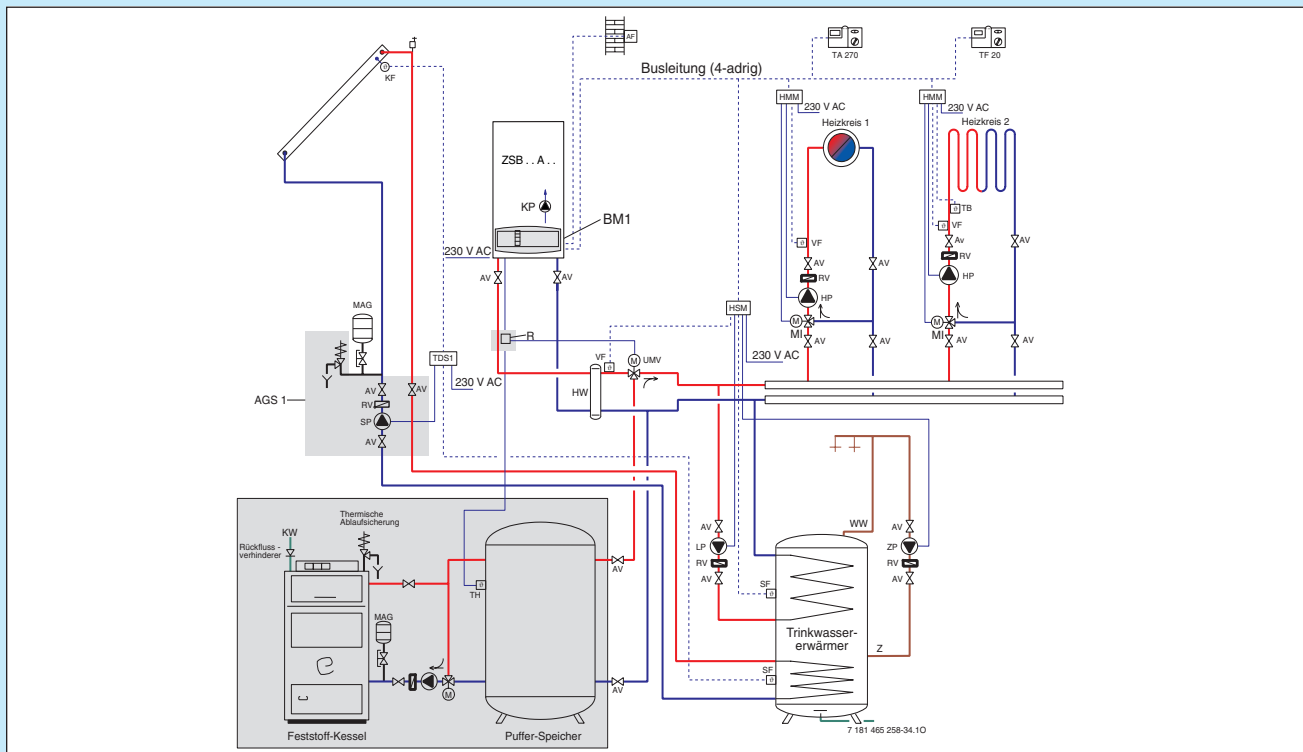 AF
TA 270
TF 20
KF
Busleitung (4-adrig)
HMM
230 V AC
HMM
230 V AC
Heizkreis 1
Heizkreis 2
ZSB . . A . .
KP
BM1
TB
VF
VF
230 V AC
AV
AV
Av
AV
RV
HP
AV
AV
RV
HP
M
MI
AV
AV
M
MI
AV
AV
MAG
HSM
R
VF
M
UMV
230 V AC
TDS1
230 V AC
HW
AGS 1
AV
AV
RV
SP
AV
Thermische
Ablaufsicherung
KW
Rückfluss -
verhinderer
WW
AV
AV
LP
ZP
RV
RV
AV
AV
AV
TH
SF
MAG
Trinkwasser-
erwärmer
Z
SF
M
AV
Feststoff-Kessel
Puffer-Speicher
7 181 465 258-34.1O